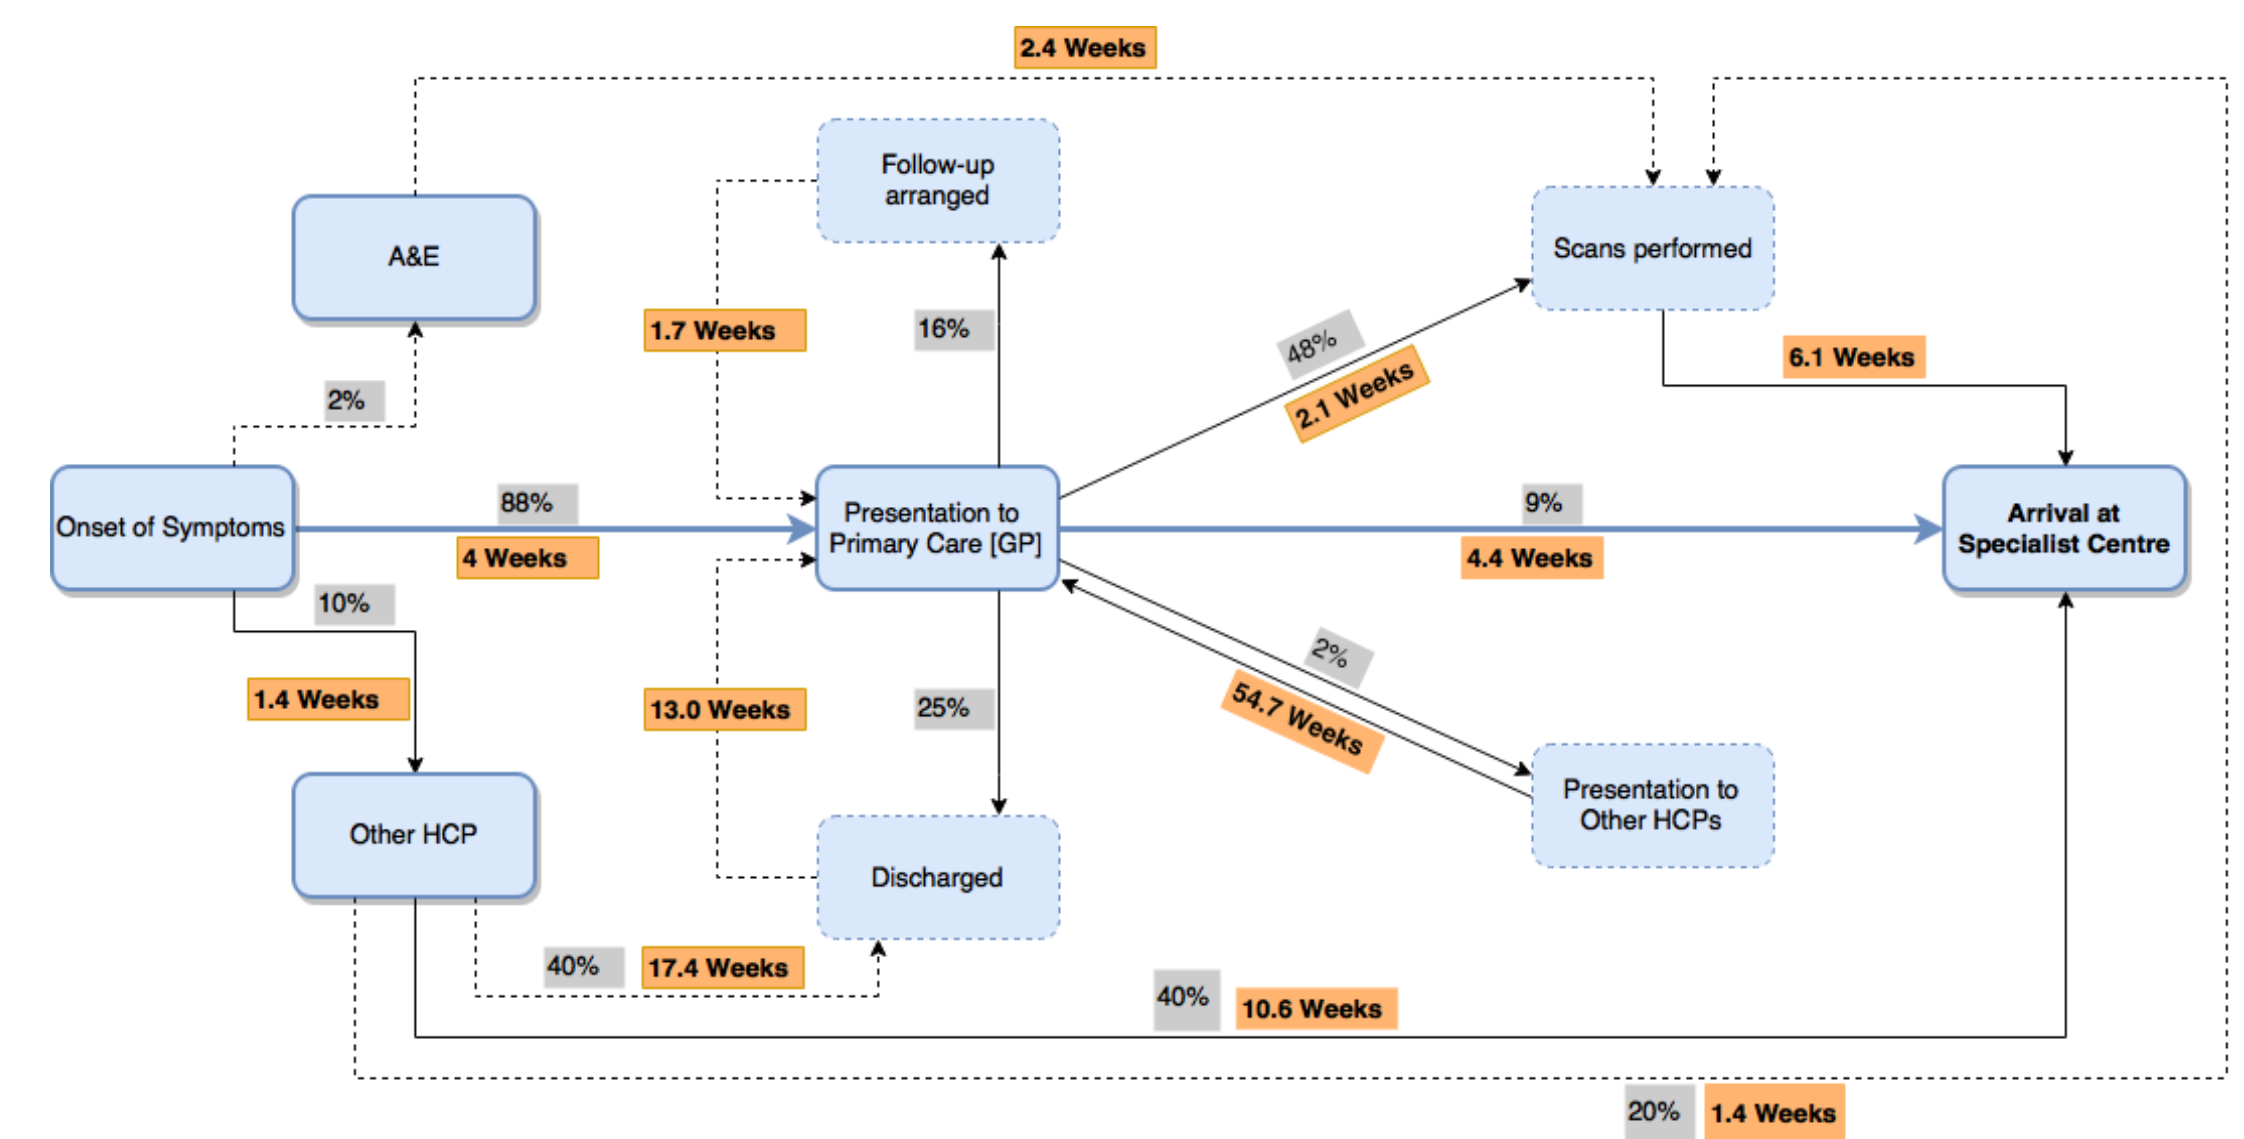 2.4 Weeks
Follow-up
arranged
A&E
Scans performed
1.7 Weeks
16%
48%
2.1 Weeks
6.1 Weeks
2%
Onset of Symptoms
88%
4 Weeks
Presentation to
Primary Care [GP]
9%
4.4 Weeks
Arrival at
Specialist Centre
10%
1.4 Weeks
13.0 Weeks
25%
2%
54.7 Weeks
Other HCP
Discharged
Presentation to
Other HCPs
40%
17.4 Weeks
40%
10.6 Weeks
20%
1.4 Weeks